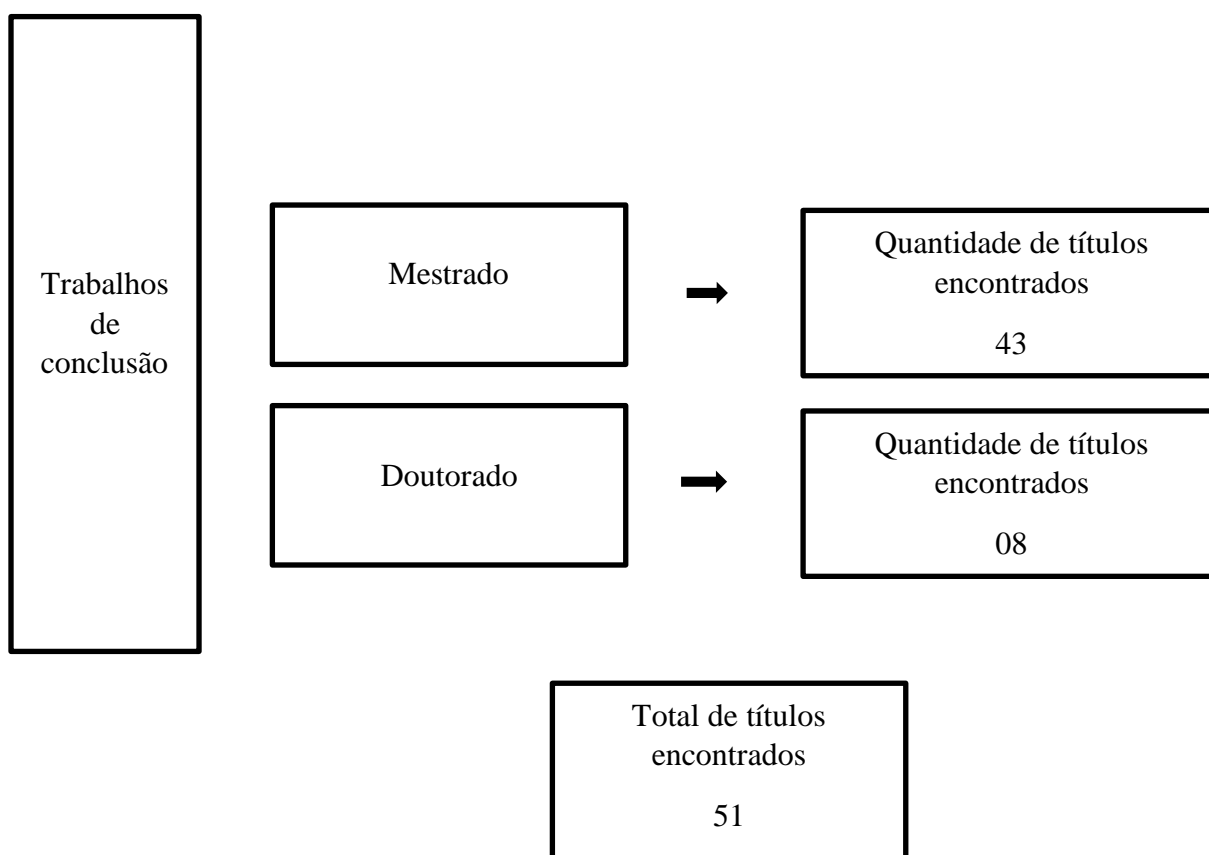 Trabalhos
de
conclusão
Mestrado
Quantidade de títulos
encontrados
43
Doutorado
Quantidade de títulos
encontrados
08
Total de títulos
encontrados
51